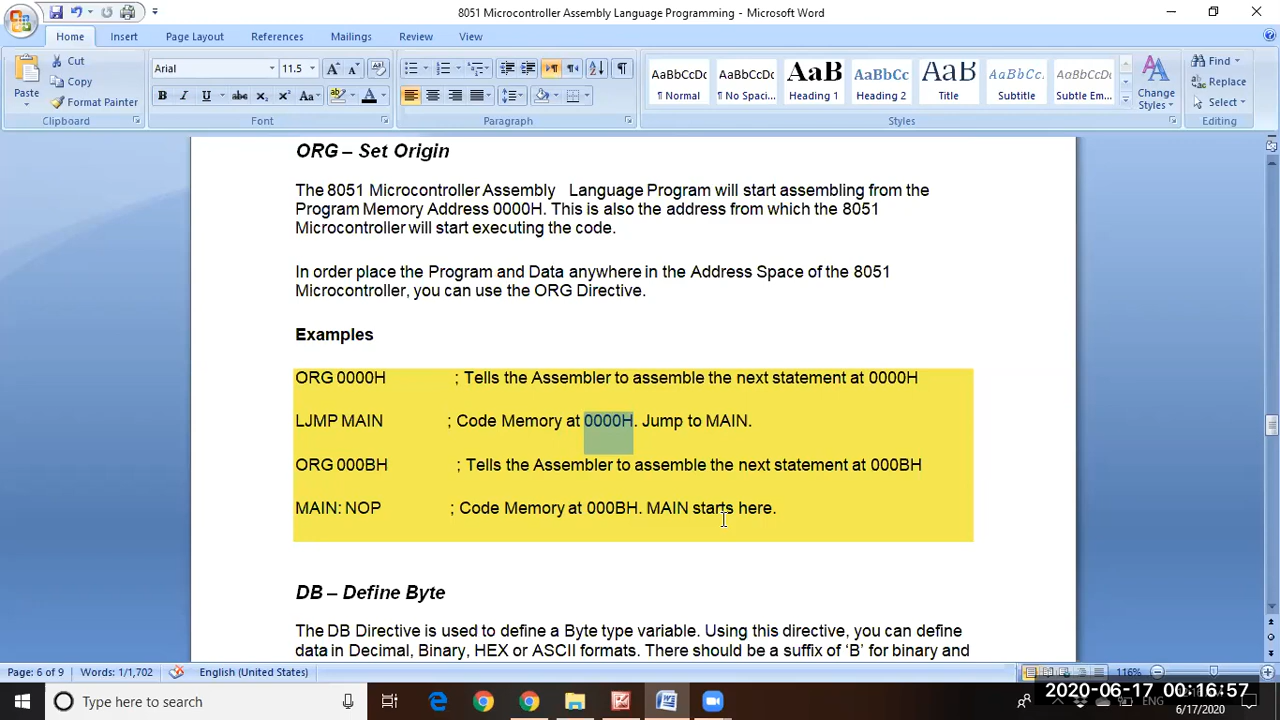 8051 Microcontroller Assembly Language Programming - Microsoft Word
Home Insert Page Layout References Mailings Review View
Paste
Cut
Copy
Format Painter
Clipboard
Arial 11.5
B I U abc x₂ x² Aa
Font
Paragraph
AaBbCcDc AaBbCcDc AaB AaBbCc AaB AaBbCc AaBbCcDc
¶ Normal ¶ No Spaci... Heading 1 Heading 2 Title Subtitle Subtle Em...
Change Styles
Styles
Find
Replace
Select
Editing
ORG – Set Origin
The 8051 Microcontroller Assembly Language Program will start assembling from the
Program Memory Address 0000H. This is also the address from which the 8051
Microcontroller will start executing the code.
In order place the Program and Data anywhere in the Address Space of the 8051
Microcontroller, you can use the ORG Directive.
Examples
ORG 0000H ; Tells the Assembler to assemble the next statement at 0000H
LJMP MAIN ; Code Memory at 0000H. Jump to MAIN.
ORG 000BH ; Tells the Assembler to assemble the next statement at 000BH
MAIN: NOP ; Code Memory at 000BH. MAIN starts here.
DB – Define Byte
The DB Directive is used to define a Byte type variable. Using this directive, you can define
data in Decimal, Binary, HEX or ASCII formats. There should be a suffix of ‘B’ for binary and
Page: 6 of 9 Words: 1/1,702 English (United States) 116%
Type here to search
ENG
2020-06-17 00:16:57
6/17/2020